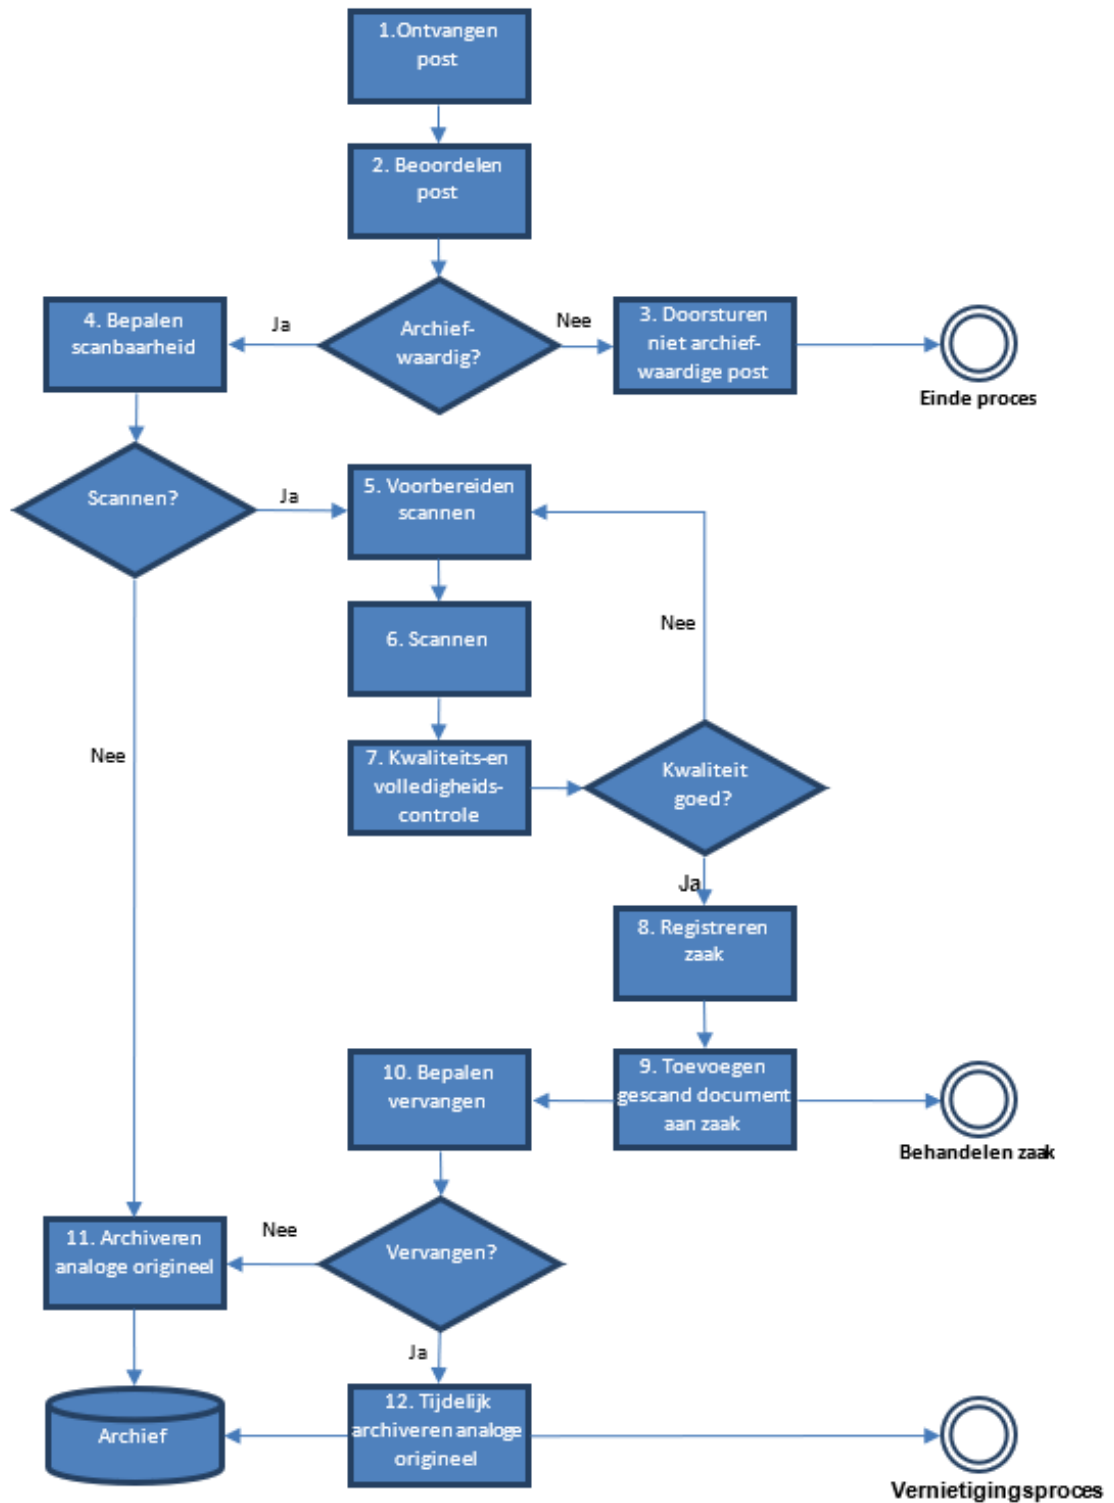 1.Ontvangen
post
2. Beoordelen
post
Archief-
waardig?
Ja
Nee
4. Bepalen
scanbaarheid
3. Doorsturen
niet archief-
waardige post
Einde proces
Scannen?
Ja
5. Voorbereiden
scannen
6. Scannen
Nee
Nee
7. Kwaliteits-en
volledigheids-
controle
Kwaliteit
goed?
Ja
8. Registreren
zaak
9. Toevoegen
gescand document
aan zaak
10. Bepalen
vervangen
Behandelen zaak
11. Archiveren
analoge origineel
Nee
Vervangen?
Ja
Archief
12. Tijdelijk
archiveren analoge
origineel
Vernietigingsproces